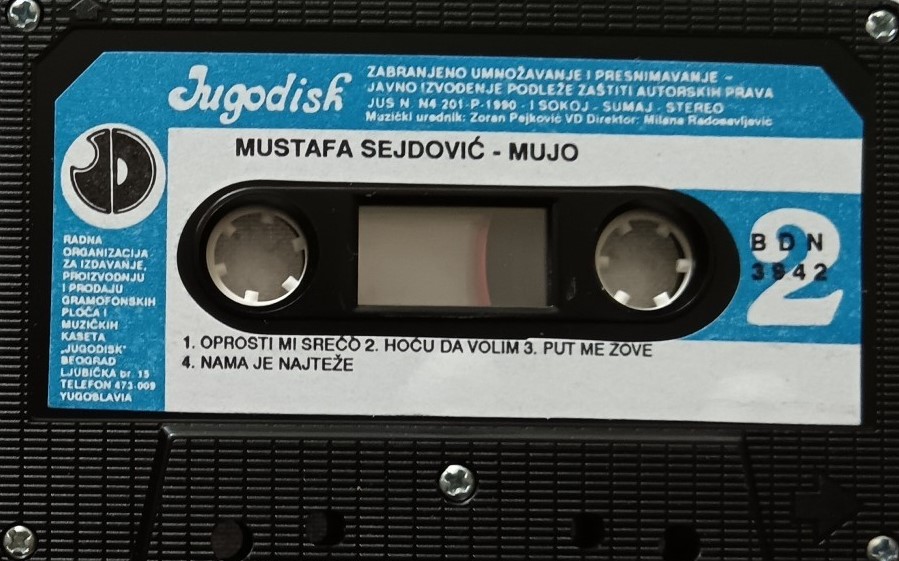 Jugodisk
ZABRANJENO UMNOŽAVANJE I PRESNIMAVANJE –
JAVNO IZVOĐENJE PODLEŽE ZAŠTITI AUTORSKIH PRAVA
JUS N. N4 201-P-1990 - I SOKOJ - SUMAJ - STEREO
Muzički urednik: Zoran Pejković VD Direktor: Milana Radosavljevic
MUSTAFA SEJDOVIĆ - MUJO
RADNA
ORGANIZACIJA
ZA IZDAVANJE,
PROIZVODNJU
I PRODAJU
GRAMOFONSKIH
PLOČA I
MUZIČKIH
KASETA
„JUGODISK"
BEOGRAD
LJUBIČKA br. 15
TELEFON 473-009
YUGOSLAVIA
2
BDN
3942
1. OPROSTI MI SREĆO 2. HOĆU DA VOLIM 3. PUT ME ZOVE
4. NAMA JE NAJTEŽE